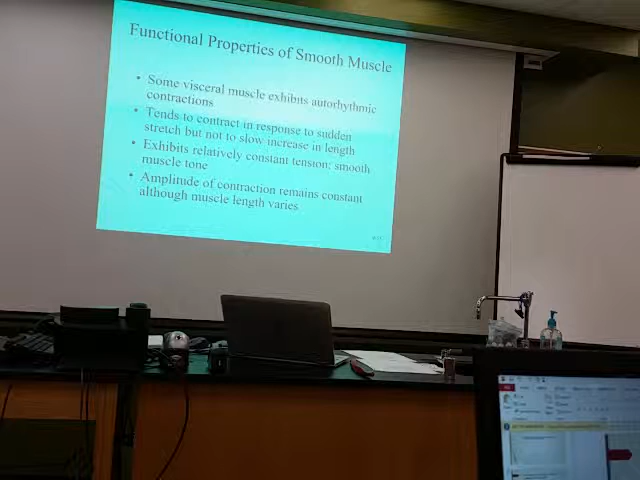 Functional Properties of Smooth Muscle
• Some visceral muscle exhibits autorhythmic
contractions
• Tends to contract in response to sudden
stretch but not to slow increase in length
• Exhibits relatively constant tension: smooth
muscle tone
• Amplitude of contraction remains constant
although muscle length varies